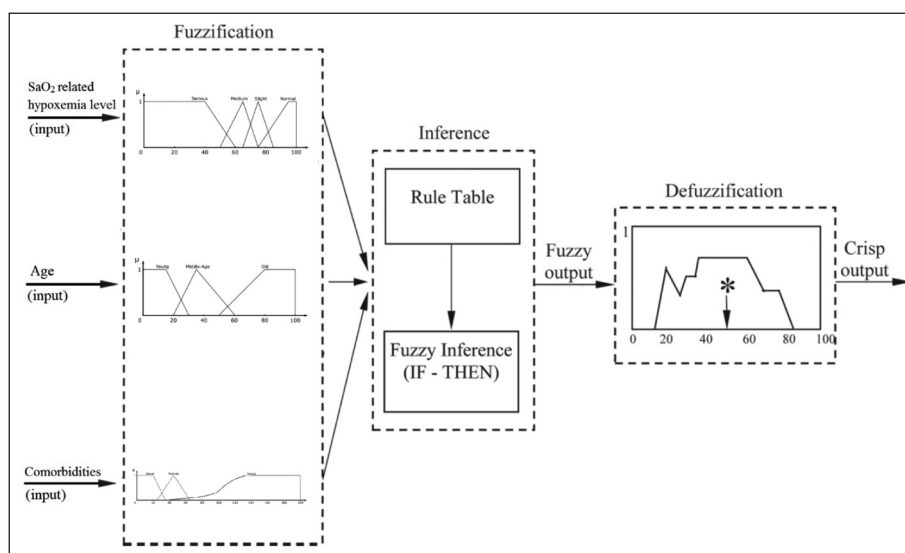 Fuzzification
SaO2 related
hypoxemia level
(input)
μ
Serious Medium Slight Normal
1
0 20 40 60 80 100
Age
(input)
μ
Young Middle-Age Old
1
0 20 40 60 80 100
Comorbidities
(input)
Inference
Rule Table
Fuzzy Inference
(IF - THEN)
Fuzzy
output
Defuzzification
1
*
0 20 40 60 80 100
Crisp
output